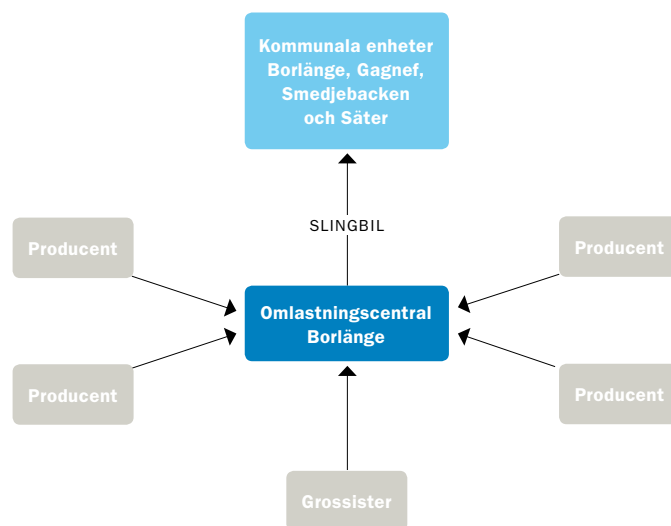 Kommunala enheter
Borlänge, Gagnef,
Smedjebacken
och Säter
SLINGBIL
Producent
Producent
Omlastningscentral
Borlänge
Producent
Producent
Grossister